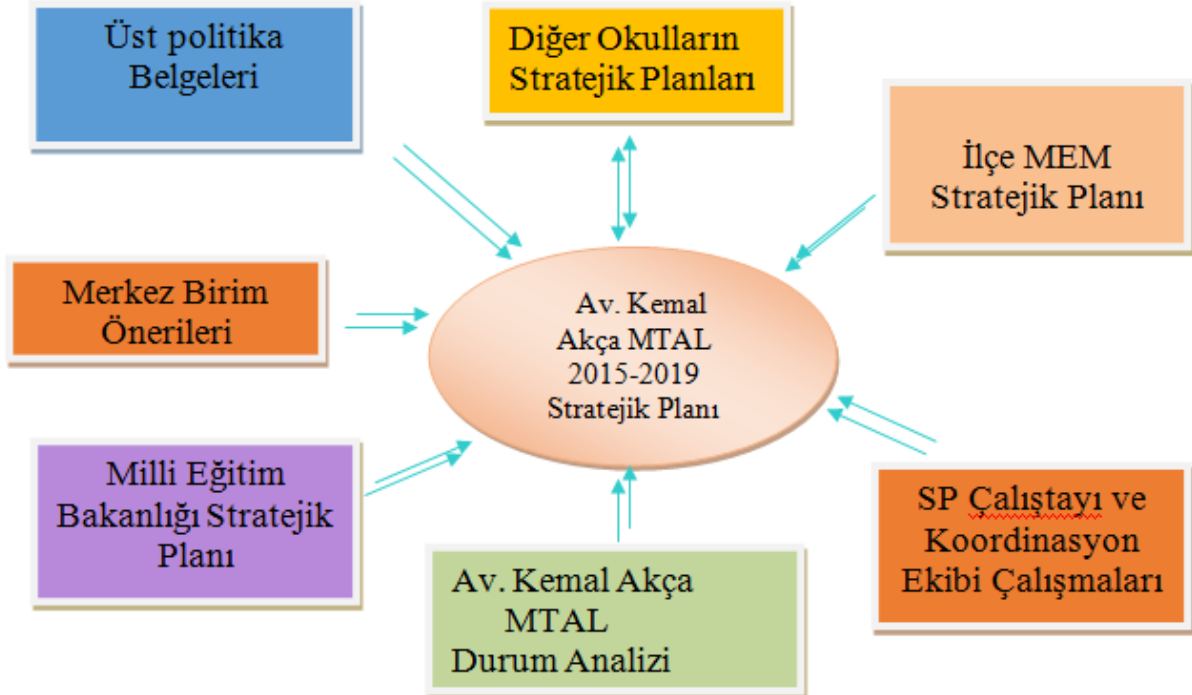 Üst politika
Belgeleri
Diğer Okulların
Stratejik Planları
İlçe MEM
Stratejik Planı
Merkez Birim
Önerileri
Av. Kemal
Akça MTAL
2015-2019
Stratejik Planı
Milli Eğitim
Bakanlığı Stratejik
Planı
Av. Kemal Akça
MTAL
Durum Analizi
SP Çalıştayı ve
Koordinasyon
Ekibi Çalışmaları